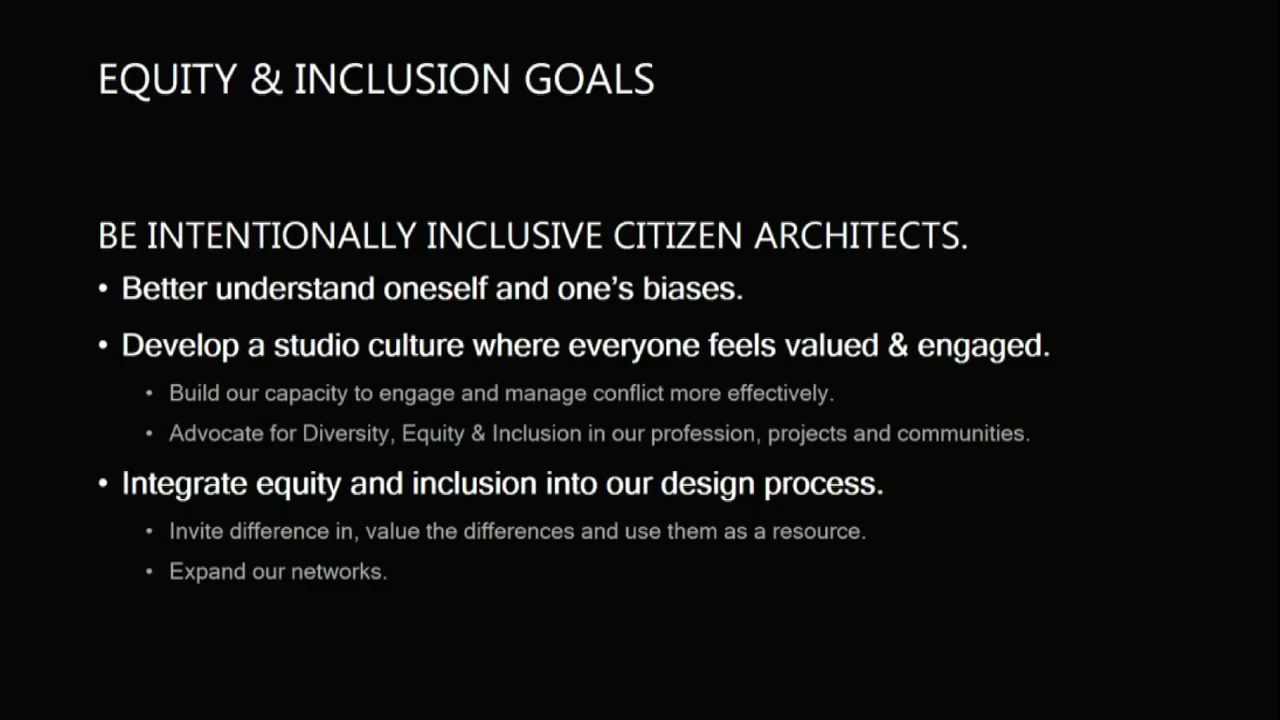 EQUITY & INCLUSION GOALS
BE INTENTIONALLY INCLUSIVE CITIZEN ARCHITECTS.
• Better understand oneself and one’s biases.
• Develop a studio culture where everyone feels valued & engaged.
• Build our capacity to engage and manage conflict more effectively.
• Advocate for Diversity, Equity & Inclusion in our profession, projects and communities.
• Integrate equity and inclusion into our design process.
• Invite difference in, value the differences and use them as a resource.
• Expand our networks.